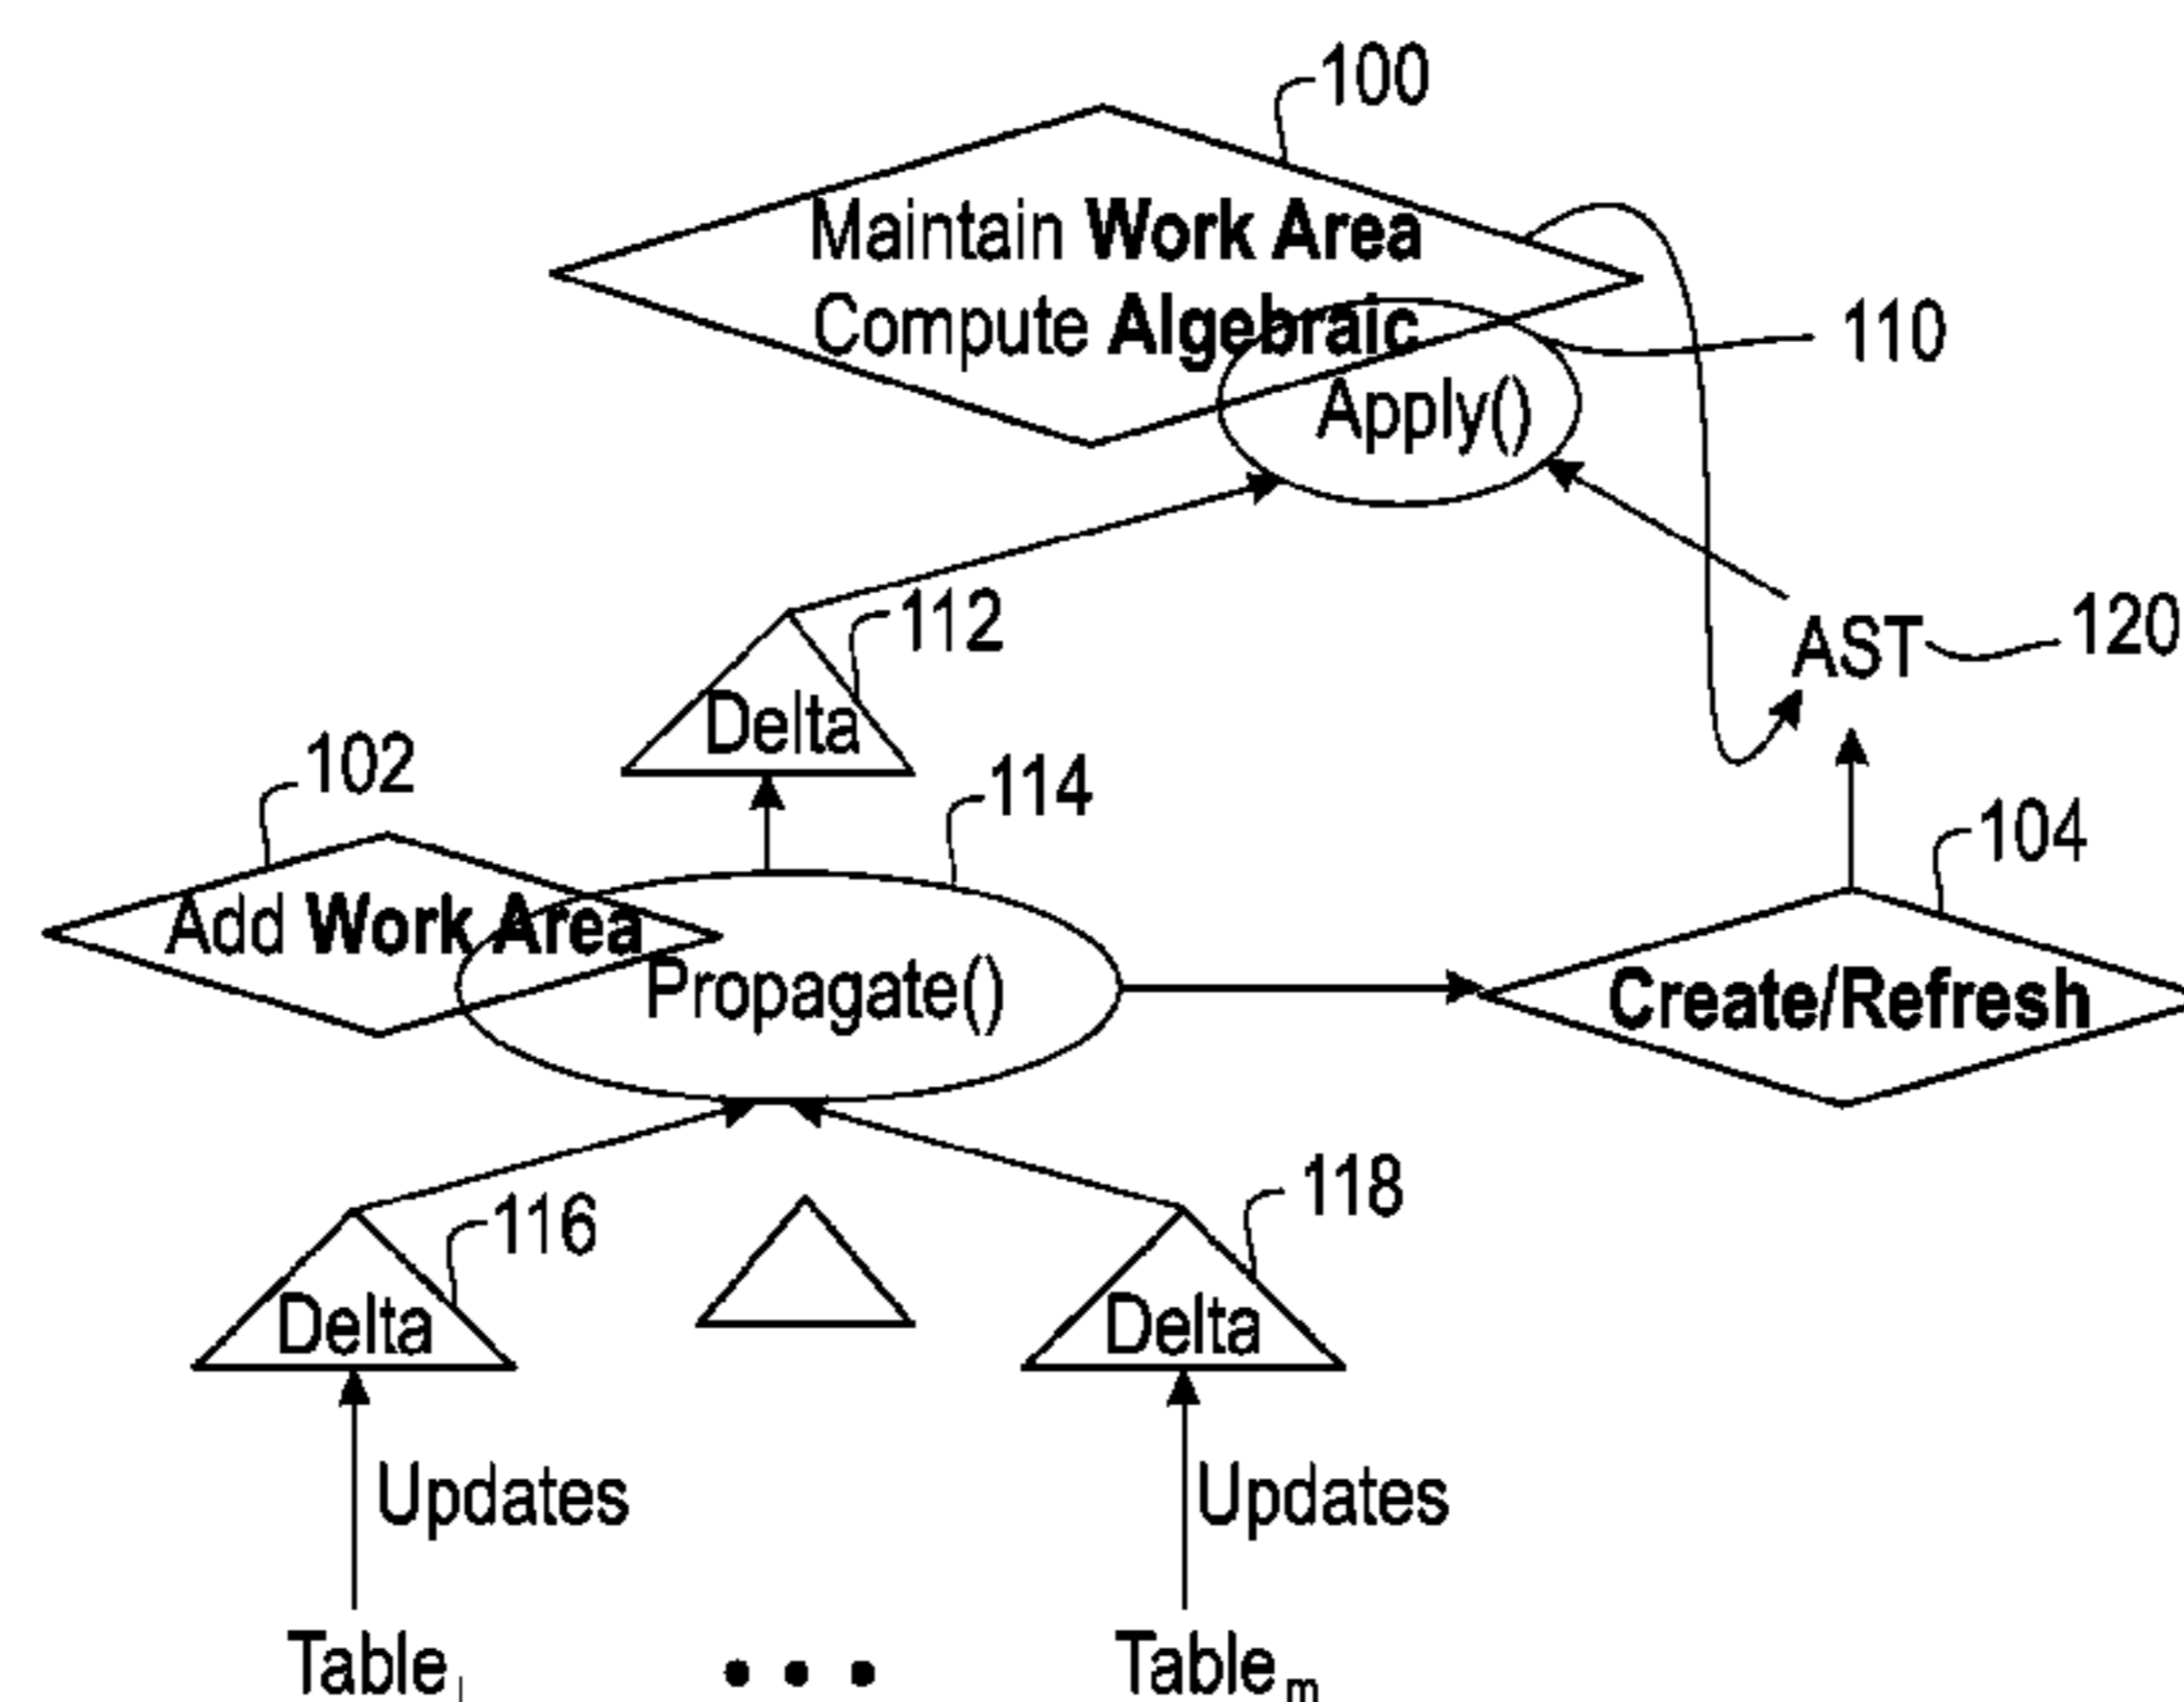 100
Maintain Work Area
Compute Algebraic
110
Apply()
112
AST
120
Delta
102
114
104
Add Work Area
Propagate()
Create/Refresh
116
118
Delta
Delta
Updates
Updates
Table
Table m